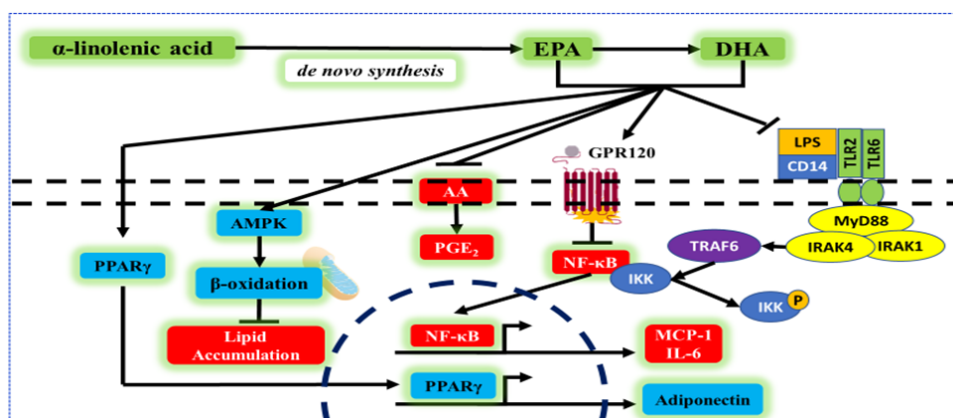 α-linolenic acid
EPA
DHA
de novo synthesis
LPS
CD14
TLR2
TLR6
GPR120
AA
MyD88
AMPK
PGE₂
TRAF6
IRAK4
IRAK1
PPARγ
NF-κB
IKK
β-oxidation
IKK
P
Lipid
Accumulation
NF-κB
MCP-1
IL-6
PPARγ
Adiponectin